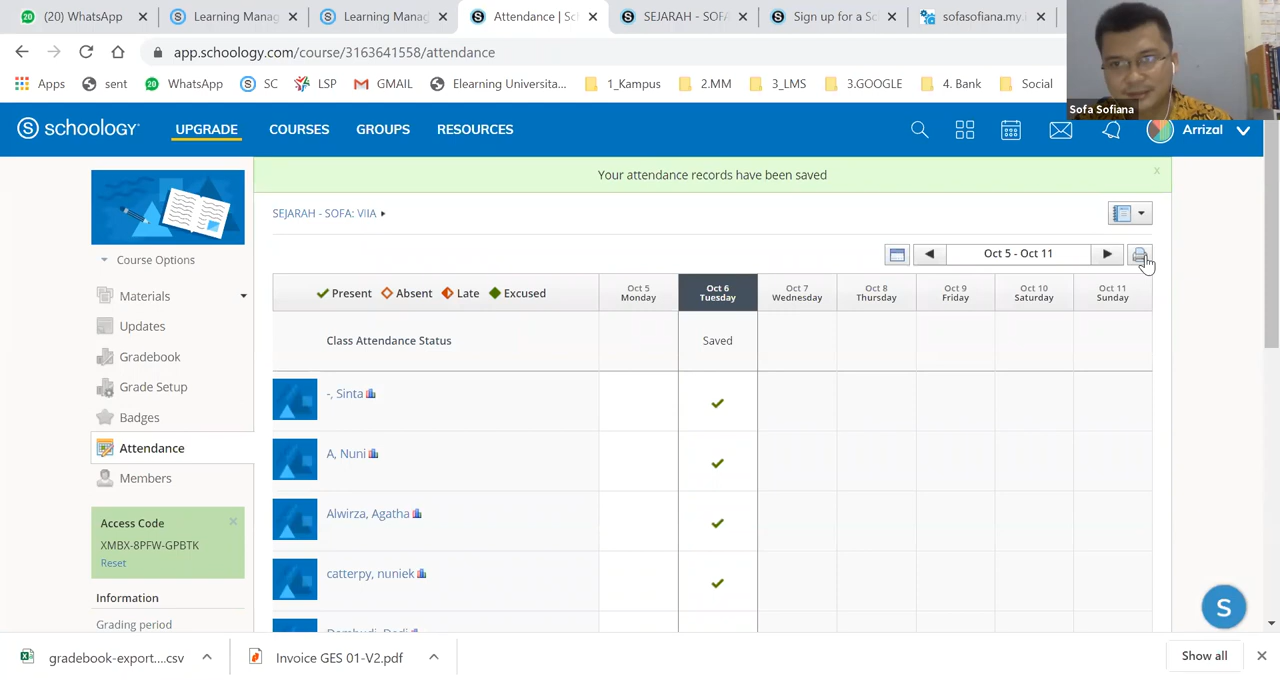 (20) WhatsApp
Learning Manag
Learning Manag
Attendance | Sc
SEJARAH - SOFA
Sign up for a Sc
sofasofiana.my.
app.schoology.com/course/3163641558/attendance
Apps
sent
WhatsApp
SC
LSP
GMAIL
Elearning Universita...
1_Kampus
2.MM
3_LMS
3.GOOGLE
4. Bank
Social
Sofa Sofiana
schoology
UPGRADE
COURSES
GROUPS
RESOURCES
Arrizal
Your attendance records have been saved
x
SEJARAH - SOFA: VIIA
Course Options
Materials
Updates
Gradebook
Grade Setup
Badges
Attendance
Members
Access Code
XMBX-8PFW-GPBTK
Reset
Information
Grading period
Oct 5 - Oct 11
Present Absent Late Excused
Oct 5
Monday
Oct 6
Tuesday
Oct 7
Wednesday
Oct 8
Thursday
Oct 9
Friday
Oct 10
Saturday
Oct 11
Sunday
Class Attendance Status
Saved
-, Sinta
A, Nuni
Alwirza, Agatha
catterpy, nuniek
S
gradebook-export....csv
Invoice GES 01-V2.pdf
Show all